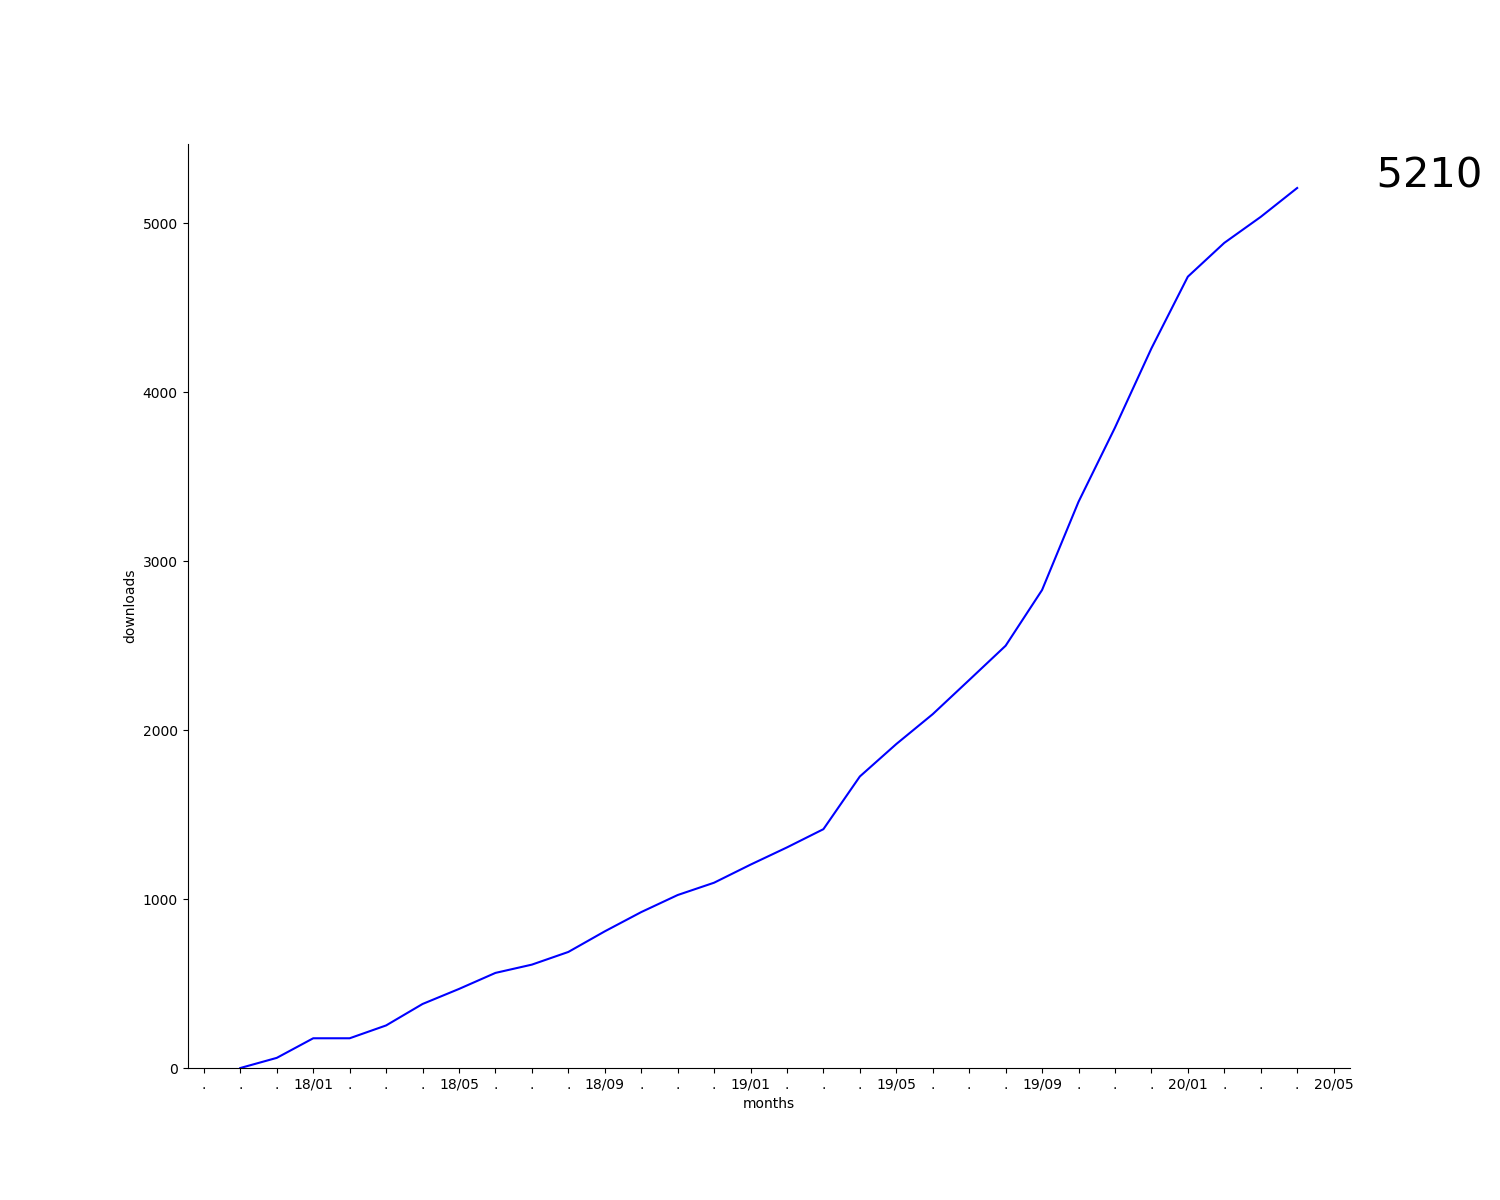 5210
5000
4000
3000
2000
1000
0
downloads
. . . 18/01 . . . 18/05 . . . 18/09 . . . 19/01 . . . 19/05 . . . 19/09 . . . 20/01 . . . 20/05
months